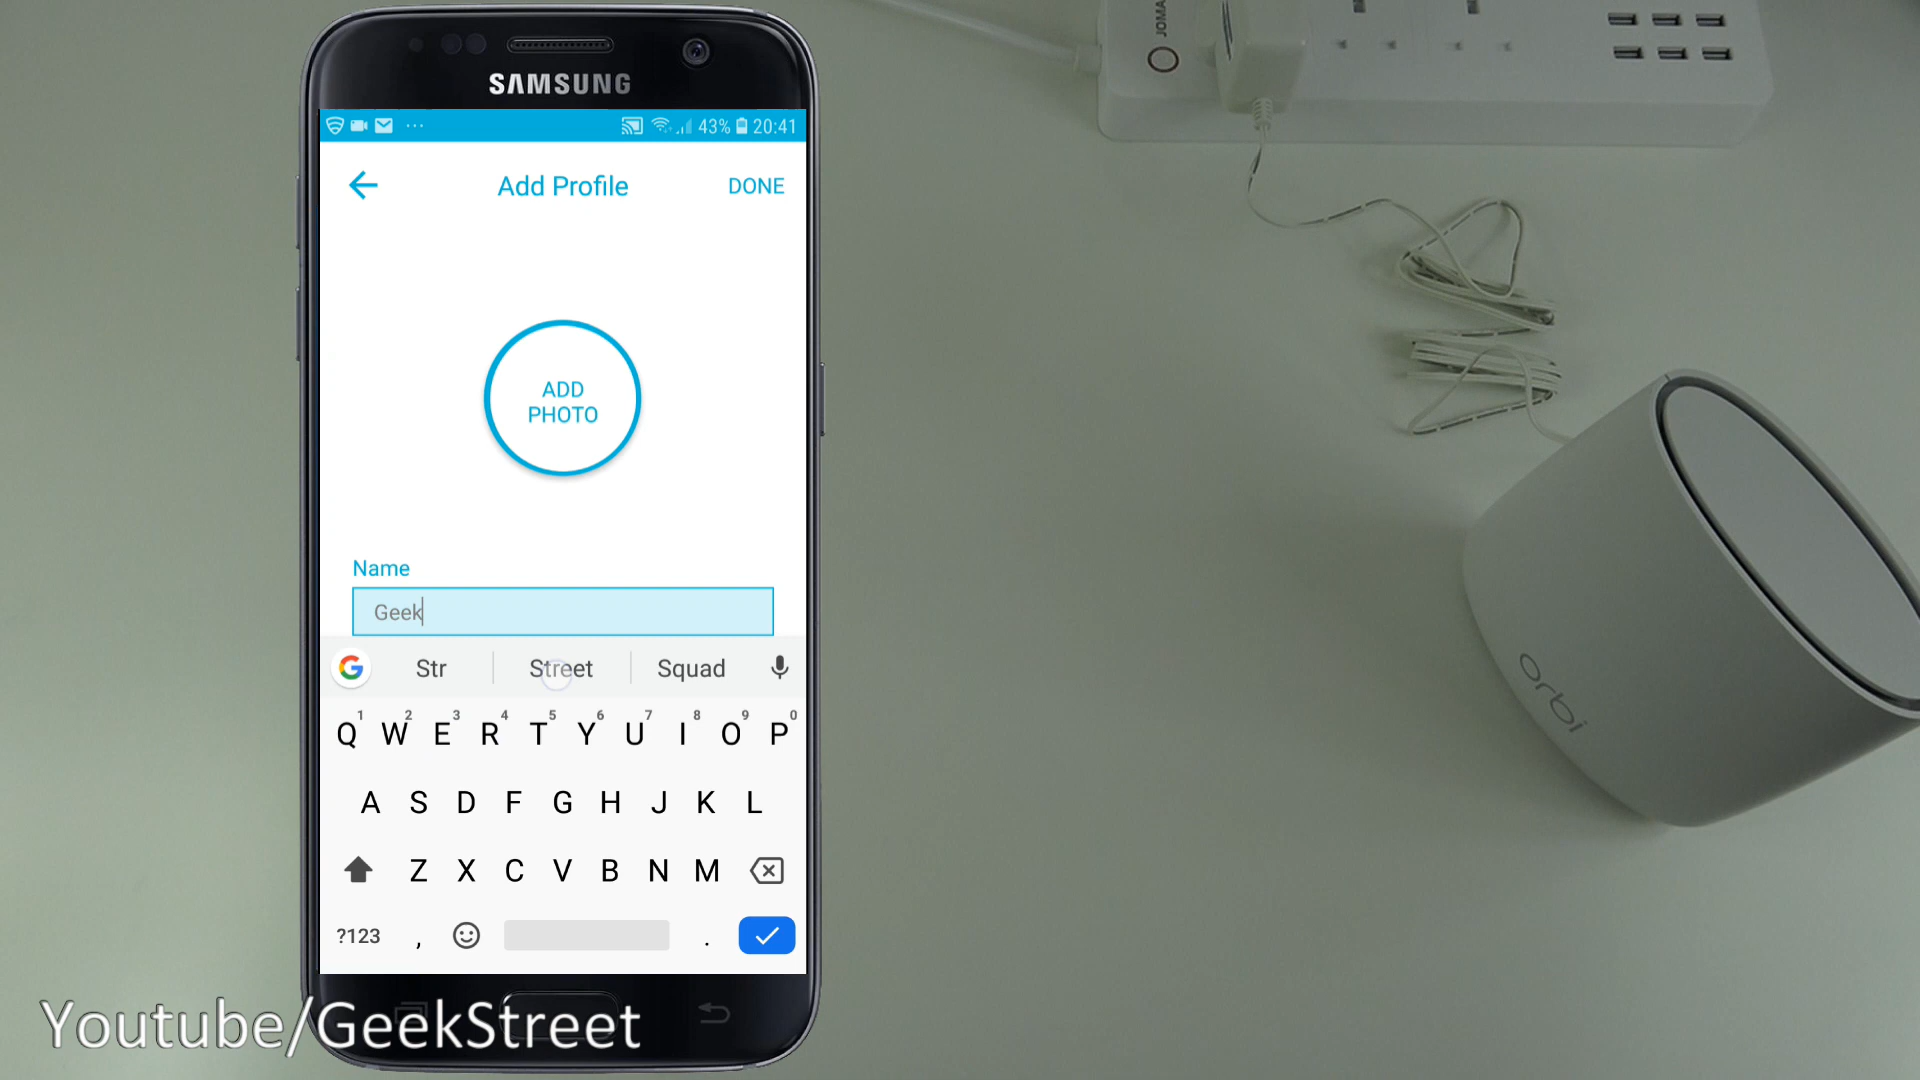 SAMSUNG
43% 20:41
Add Profile
DONE
ADD
PHOTO
Name
Geek
Str
Street
Squad
1 2 3 4 5 6 7 8 9 0
Q W E R T Y U I O P
A S D F G H J K L
Z X C V B N M
?123 , .
Youtube/GeekStreet
JOMA
Orbi